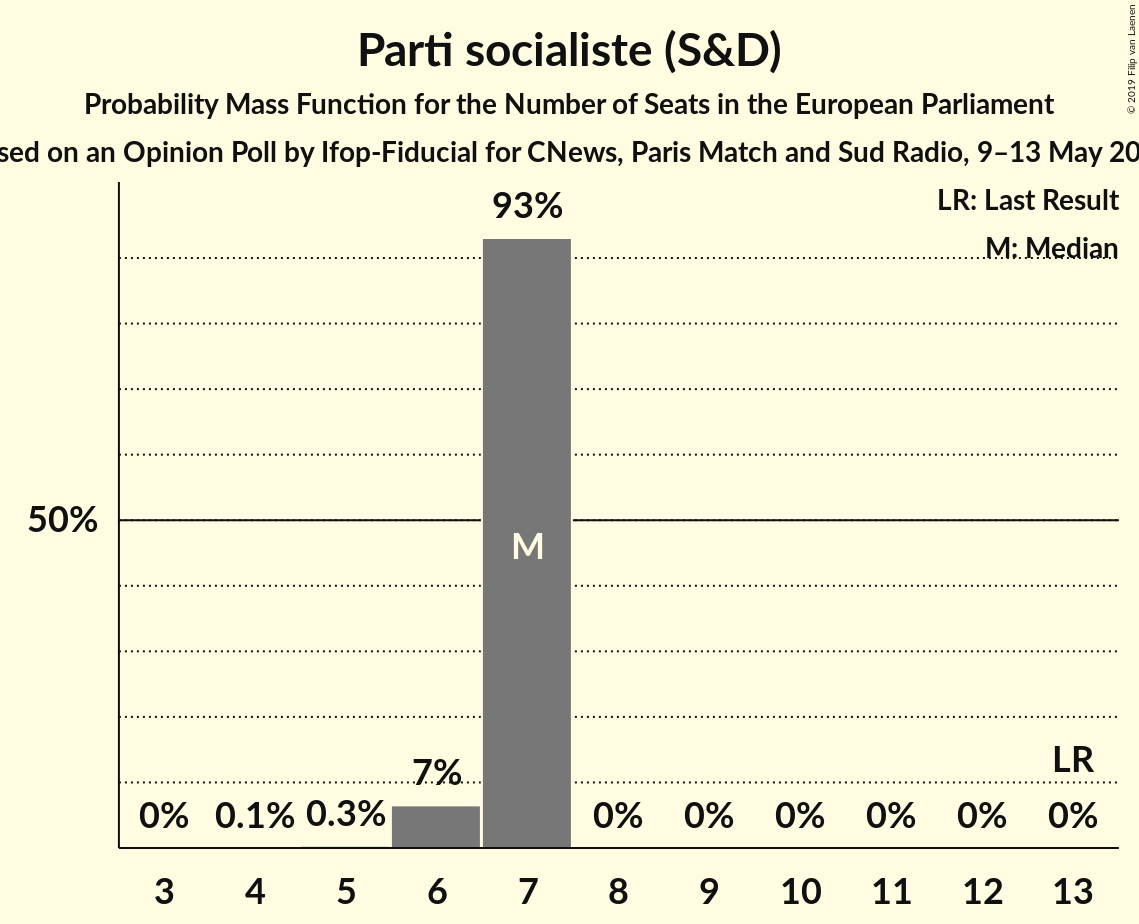 Parti socialiste (S&D)
Probability Mass Function for the Number of Seats in the European Parliament
sed on an Opinion Poll by Ifop-Fiducial for CNews, Paris Match and Sud Radio, 9–13 May 20
© 2019 Filip van Laenen
LR: Last Result
M: Median
93%
50%
M
7%
LR
0% 0.1% 0.3% 0% 0% 0% 0% 0% 0%
3 4 5 6 7 8 9 10 11 12 13